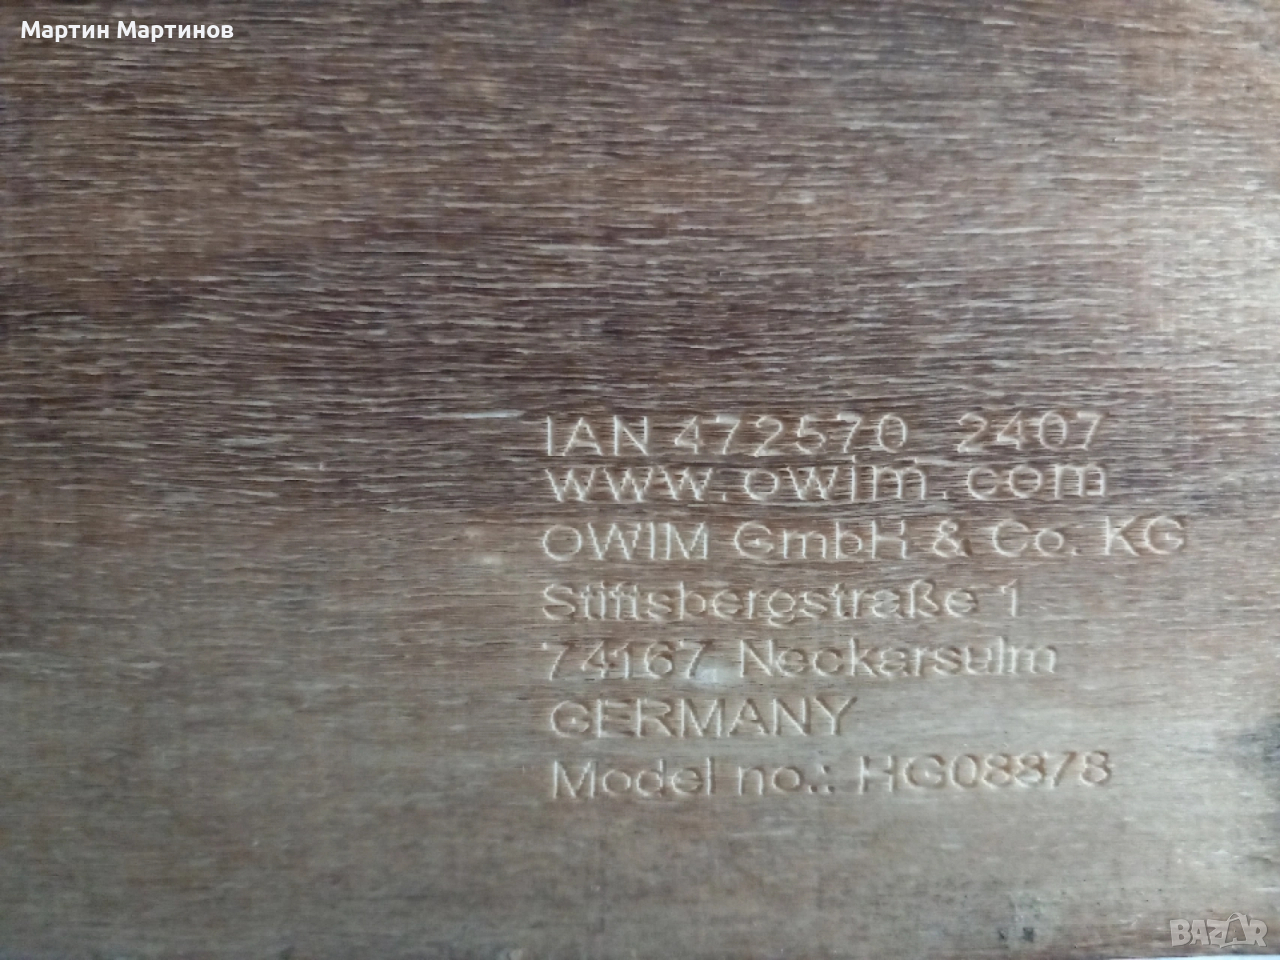 Мартин Мартинов
IAN 472570_2407
www.owim.com
OWIM GmbH & Co. KG
Stiftsbergstraße 1
74167 Neckarsulm
GERMANY
Model no.: HG08878
BAZAR